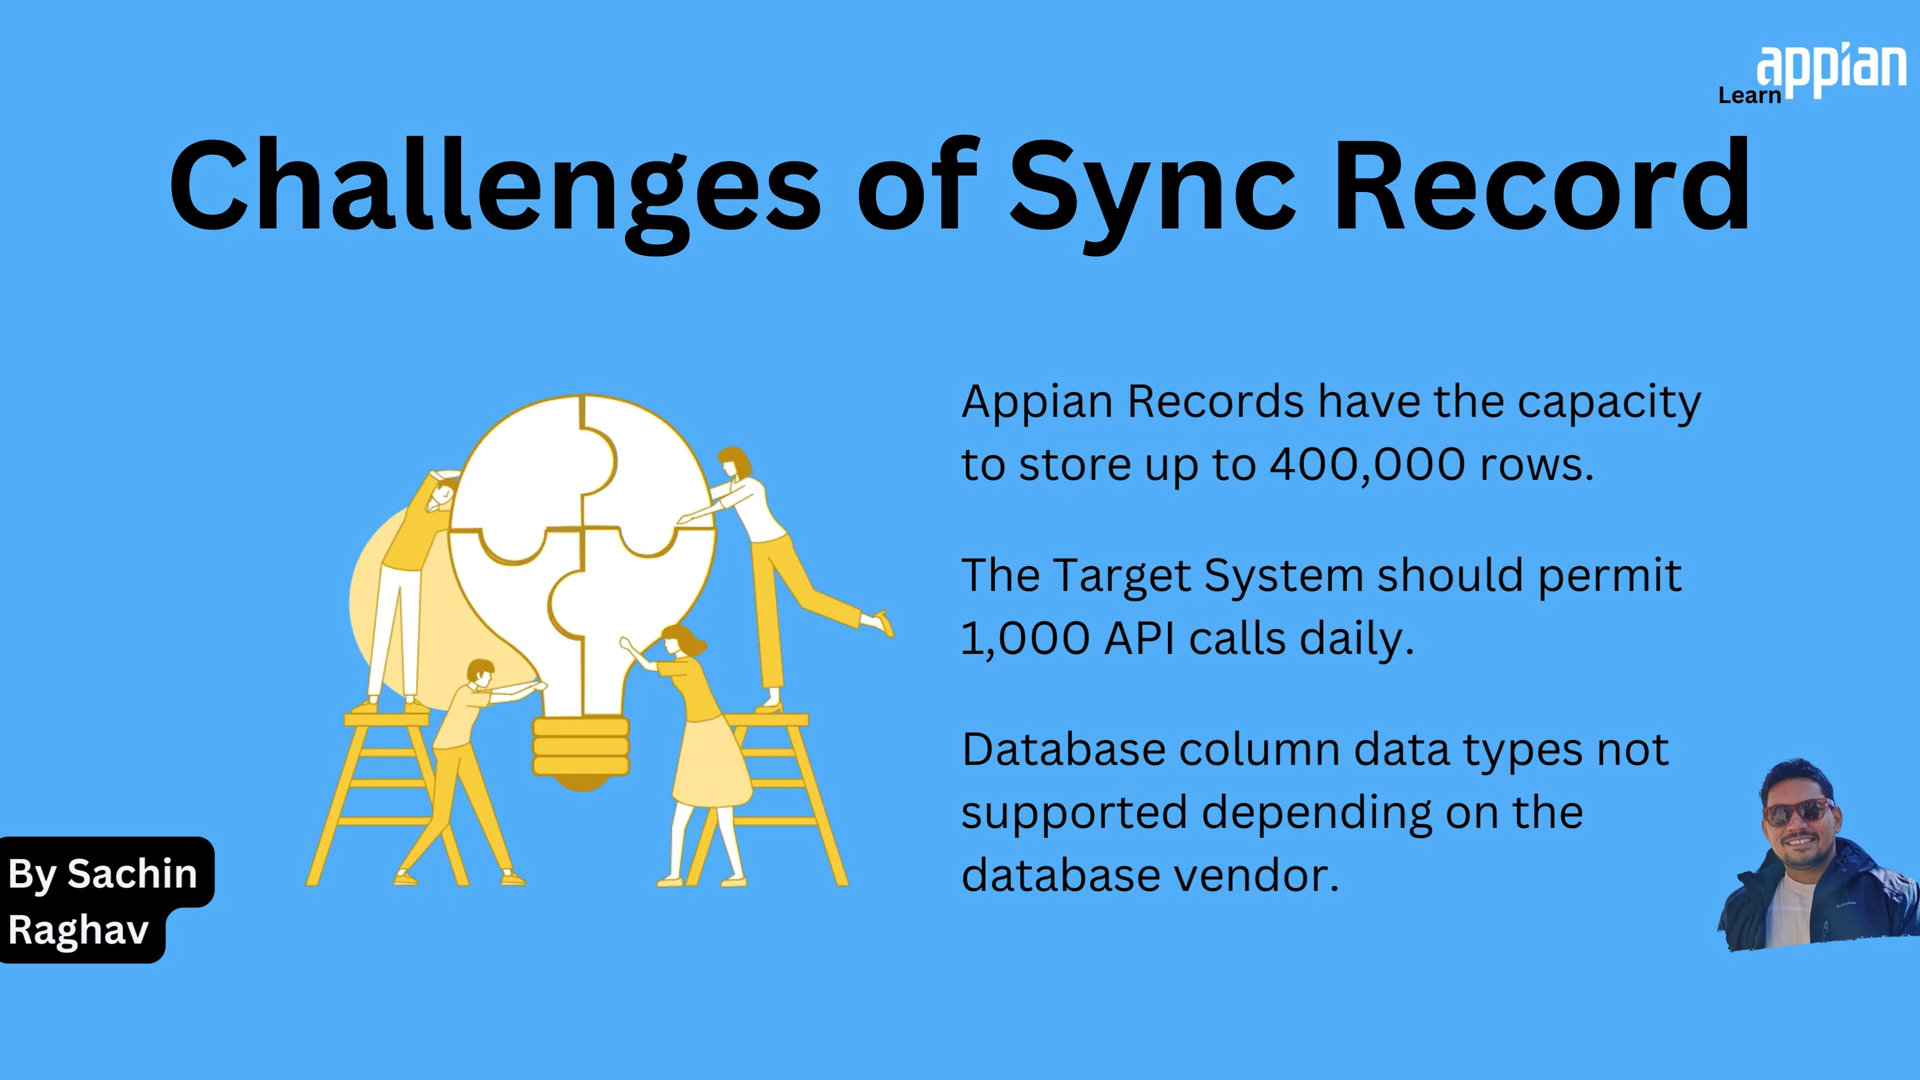 appian
Learn
Challenges of Sync Record
Appian Records have the capacity
to store up to 400,000 rows.
The Target System should permit
1,000 API calls daily.
Database column data types not
supported depending on the
database vendor.
By Sachin
Raghav